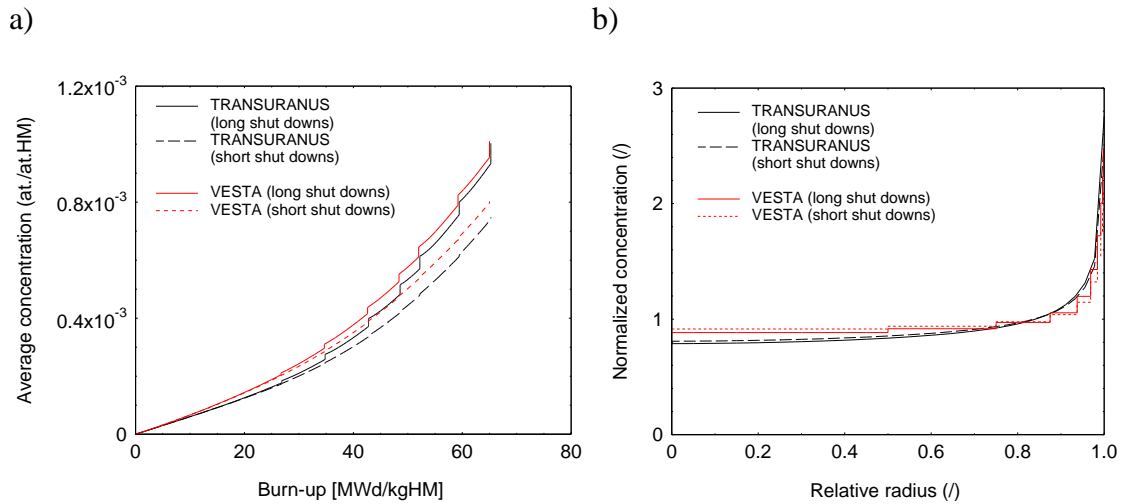 a)
1.2x10-3
0.8x10-3
0.4x10-3
0
0
20
40
60
80
Average concentration (at./at.HM)
Burn-up [MWd/kgHM]
TRANSURANUS
(long shut downs)
TRANSURANUS
(short shut downs)
VESTA (long shut downs)
VESTA (short shut downs)
b)
3
2
1
0
0
0.2
0.4
0.6
0.8
1.0
Normalized concentration (/)
Relative radius (/)
TRANSURANUS
(long shut downs)
TRANSURANUS
(short shut downs)
VESTA (long shut downs)
VESTA (short shut downs)